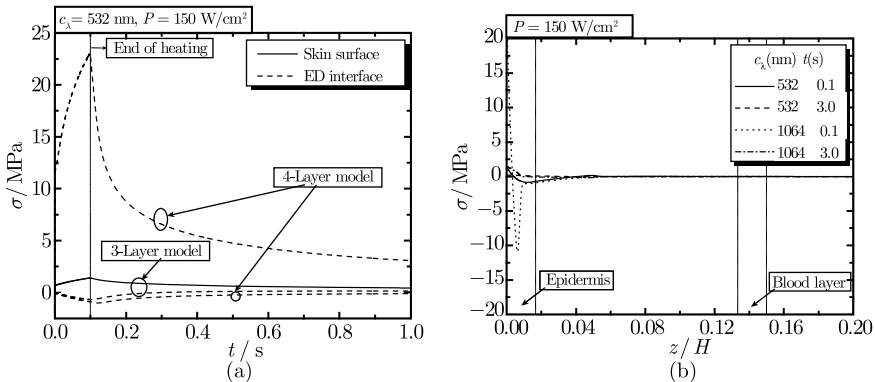 c_λ = 532 nm, P = 150 W/cm²
End of heating
Skin surface
ED interface
4-Layer model
3-Layer model
25
20
15
10
5
0
σ / MPa
0.0 0.2 0.4 0.6 0.8 1.0
t / s
(a)
P = 150 W/cm²
c_λ(nm) t(s)
532 0.1
532 3.0
1064 0.1
1064 3.0
20
15
10
5
0
−5
−10
−15
−20
σ / MPa
Epidermis
Blood layer
0.00 0.04 0.08 0.12 0.16 0.20
z / H
(b)